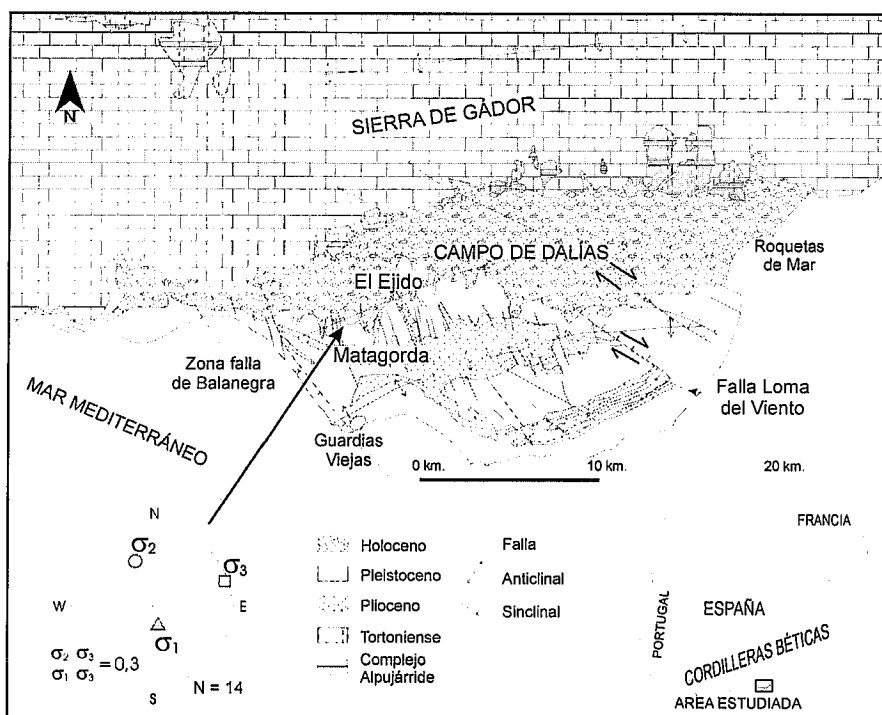 N
SIERRA DE GÁDOR
CAMPO DE DALÍAS
Roquetas
de Mar
El Ejido
Matagorda
Zona falla
de Balanegra
MAR MEDITERRÁNEO
Guardias
Viejas
Falla Loma
del Viento
0 km.
10 km.
20 km.
N
σ2
σ3
W
E
σ1
σ2 σ3
σ1 σ3
= 0,3
N = 14
S
Holoceno
Pleistoceno
Plioceno
Tortoniense
Complejo
Alpujárride
Falla
Anticlinal
Sinclinal
FRANCIA
PORTUGAL
ESPAÑA
CORDILLERAS BÉTICAS
AREA ESTUDIADA